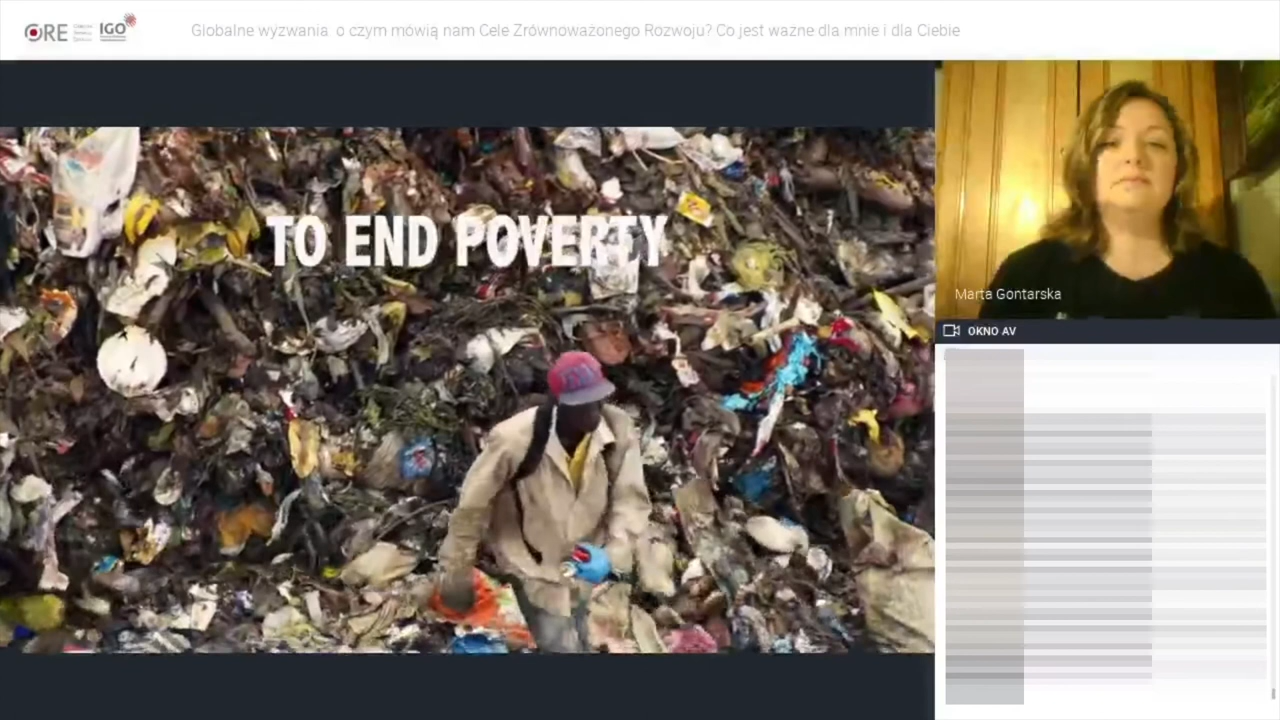 ORE
IGO
Globalne wyzwania o czym mówią nam Cele Zrównoważonego Rozwoju? Co jest ważne dla mnie i dla Ciebie
TO END POVERTY
Marta Gontarska
OKNO AV